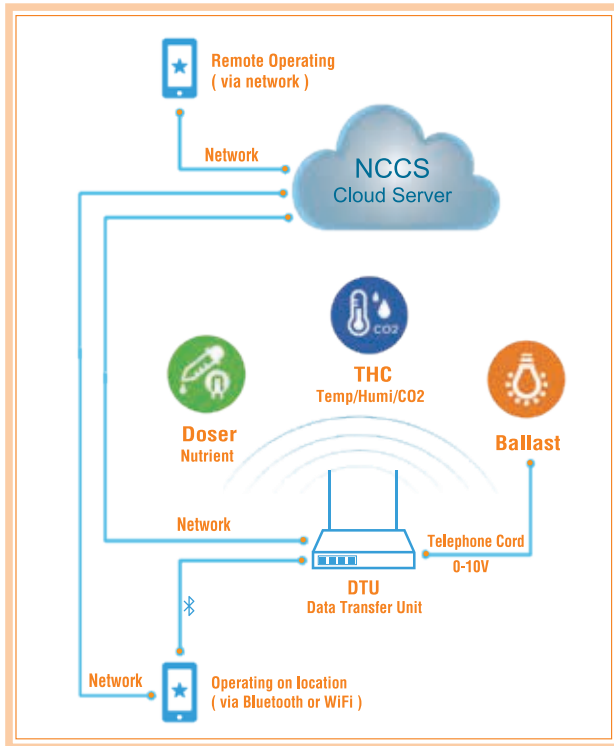 Remote Operating
( via network )
Network
NCCS
Cloud Server
CO2
THC
Temp/Humi/CO2
Doser
Nutrient
Ballast
Network
Telephone Cord
0-10V
DTU
Data Transfer Unit
Network
Operating on location
( via Bluetooth or WiFi )